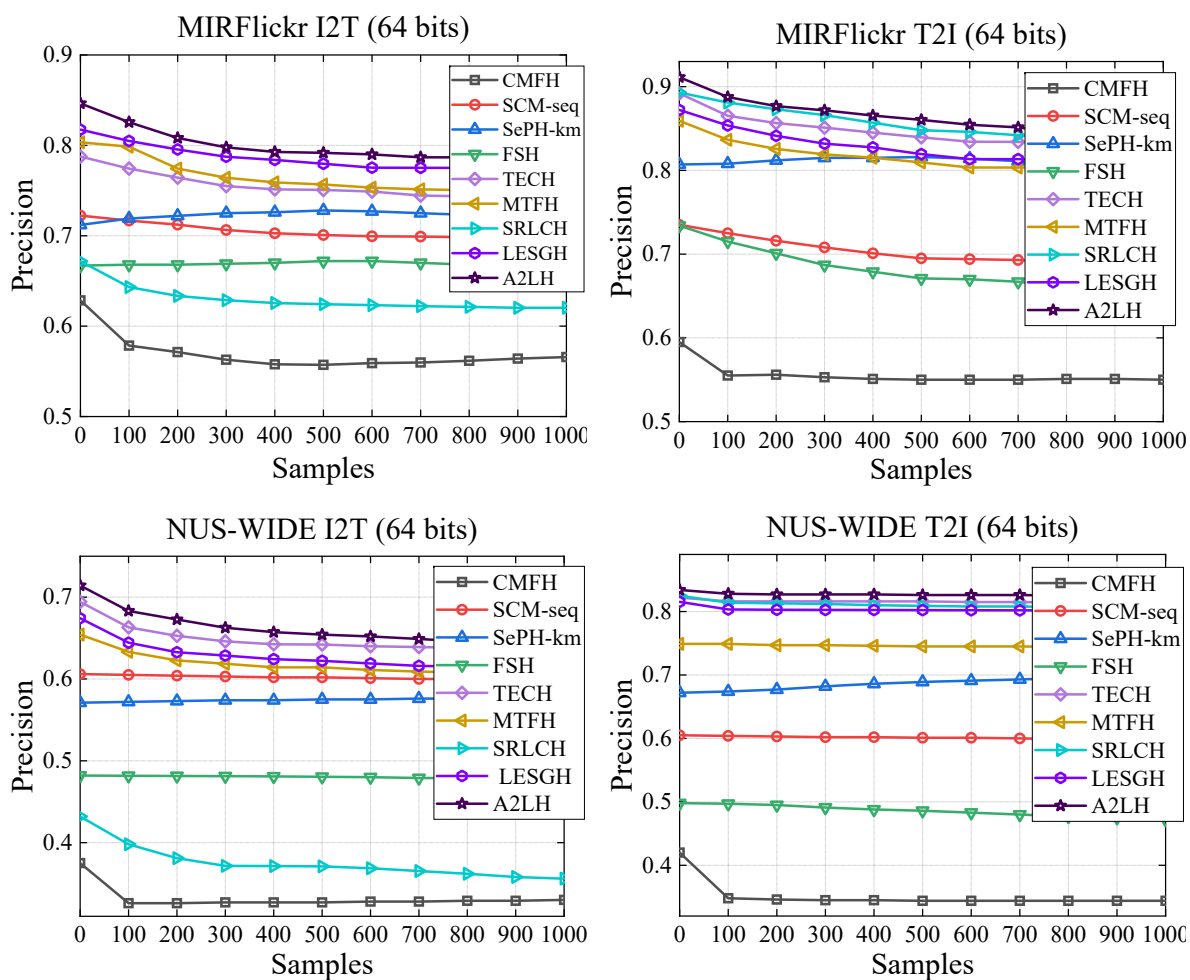 MIRFlickr I2T (64 bits)
0.9
0.8
0.7
0.6
0.5
Precision
CMFH
SCM-seq
SePH-km
FSH
TECH
MTFH
SRLCH
LESGH
A2LH
0 100 200 300 400 500 600 700 800 900 1000
Samples
MIRFlickr T2I (64 bits)
0.9
0.8
0.7
0.6
0.5
Precision
CMFH
SCM-seq
SePH-km
FSH
TECH
MTFH
SRLCH
LESGH
A2LH
0 100 200 300 400 500 600 700 800 900 1000
Samples
NUS-WIDE I2T (64 bits)
0.7
0.6
0.5
0.4
Precision
CMFH
SCM-seq
SePH-km
FSH
TECH
MTFH
SRLCH
LESGH
A2LH
0 100 200 300 400 500 600 700 800 900 1000
Samples
NUS-WIDE T2I (64 bits)
0.8
0.7
0.6
0.5
0.4
Precision
CMFH
SCM-seq
SePH-km
FSH
TECH
MTFH
SRLCH
LESGH
A2LH
0 100 200 300 400 500 600 700 800 900 1000
Samples